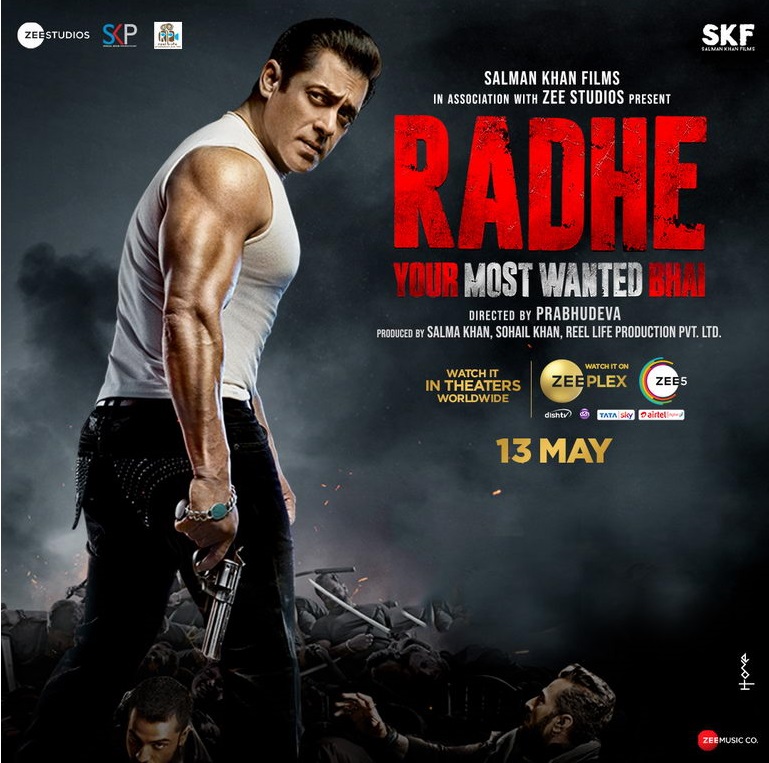 ZEE STUDIOS
SKP
SKF
SALMAN KHAN FILMS
SALMAN KHAN FILMS
IN ASSOCIATION WITH ZEE STUDIOS PRESENT
RADHE
YOUR MOST WANTED BHAI
DIRECTED BY PRABHUDEVA
PRODUCED BY SALMA KHAN, SOHAIL KHAN, REEL LIFE PRODUCTION PVT. LTD.
WATCH IT
IN THEATERS
WORLDWIDE
WATCH IT ON
ZEEPLEX
ZEE5
dishtv
TATA sky
airtel
13 MAY
ZEE MUSIC CO.